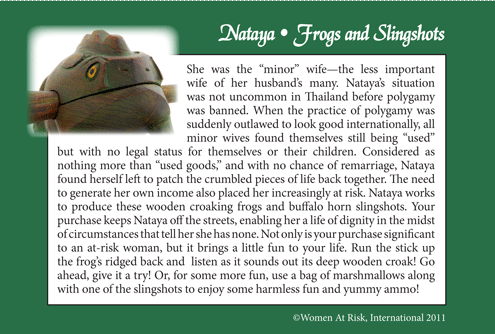 Nataya • Frogs and Slingshots
She was the “minor” wife—the less important
wife of her husband’s many. Nataya’s situation
was not uncommon in Thailand before polygamy
was banned. When the practice of polygamy was
suddenly outlawed to look good internationally, all
minor wives found themselves still being “used”
but with no legal status for themselves or their children. Considered as
nothing more than “used goods,” and with no chance of remarriage, Nataya
found herself left to patch the crumbled pieces of life back together. The need
to generate her own income also placed her increasingly at risk. Nataya works
to produce these wooden croaking frogs and buffalo horn slingshots. Your
purchase keeps Nataya off the streets, enabling her a life of dignity in the midst
of circumstances that tell her she has none. Not only is your purchase significant
to an at-risk woman, but it brings a little fun to your life. Run the stick up
the frog’s ridged back and listen as it sounds out its deep wooden croak! Go
ahead, give it a try! Or, for some more fun, use a bag of marshmallows along
with one of the slingshots to enjoy some harmless fun and yummy ammo!
©Women At Risk, International 2011